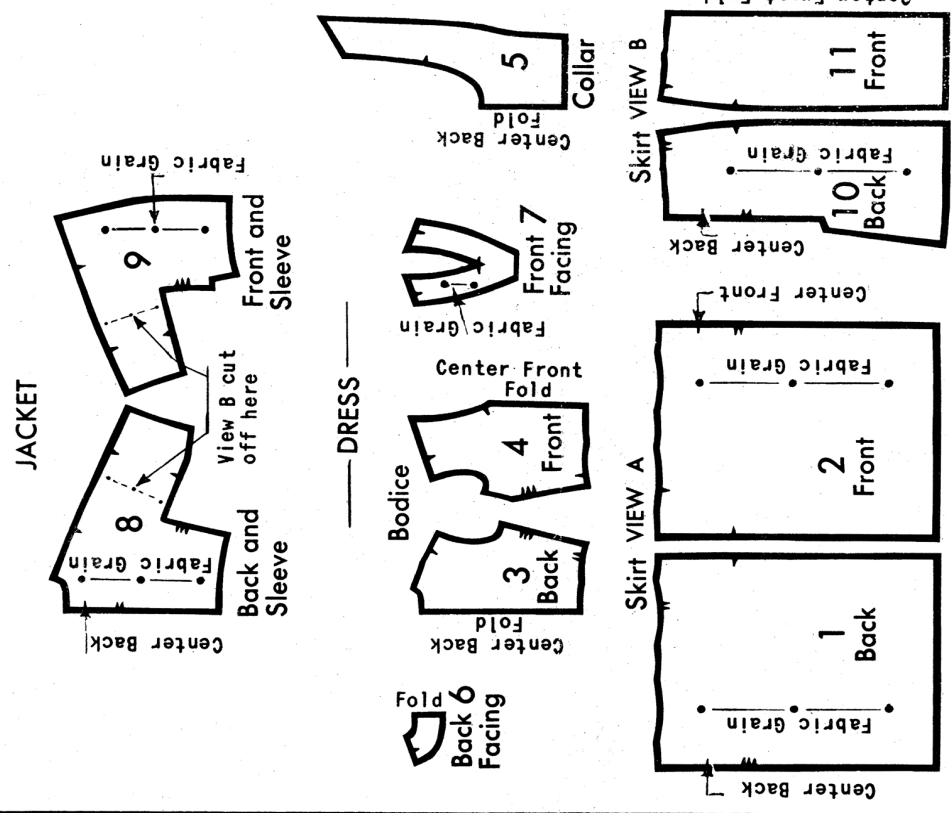 JACKET
8
Back and
Sleeve
Fabric Grain
Center Back
View B cut
off here
9
Front and
Sleeve
Fabric Grain
DRESS
Back 6
Facing
Fold
Bodice
3
Back
Center Back
Fold
4
Front
Center Front
Fold
Front 7
Facing
Fabric Grain
5
Collar
Center Back
Fold
Skirt VIEW A
1
Back
Center Back
Fabric Grain
2
Front
Fabric Grain
Center Front
Skirt VIEW B
10
Back
Center Back
Fabric Grain
11
Front
Center Front Fold